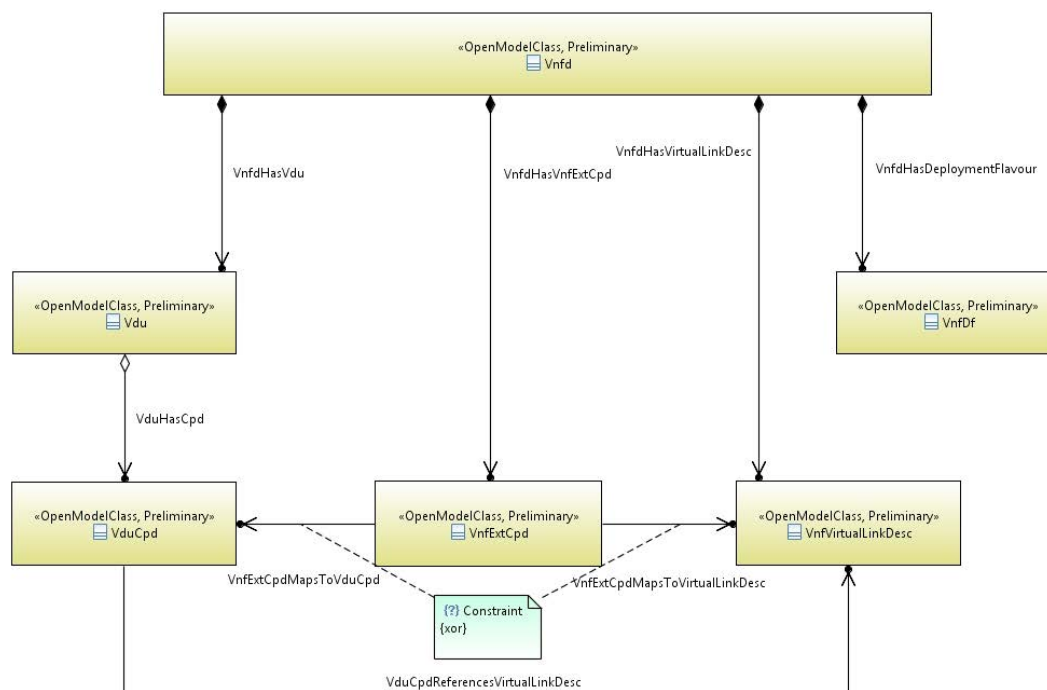 «OpenModelClass, Preliminary»
Vnfd
VnfdHasVdu
VnfdHasVnfExtCpd
VnfdHasVirtualLinkDesc
VnfdHasDeploymentFlavour
«OpenModelClass, Preliminary»
Vdu
«OpenModelClass, Preliminary»
VnfDf
VduHasCpd
«OpenModelClass, Preliminary»
VduCpd
«OpenModelClass, Preliminary»
VnfExtCpd
«OpenModelClass, Preliminary»
VnfVirtualLinkDesc
VnfExtCpdMapsToVduCpd
VnfExtCpdMapsToVirtualLinkDesc
{?} Constraint
{xor}
VduCpdReferencesVirtualLinkDesc